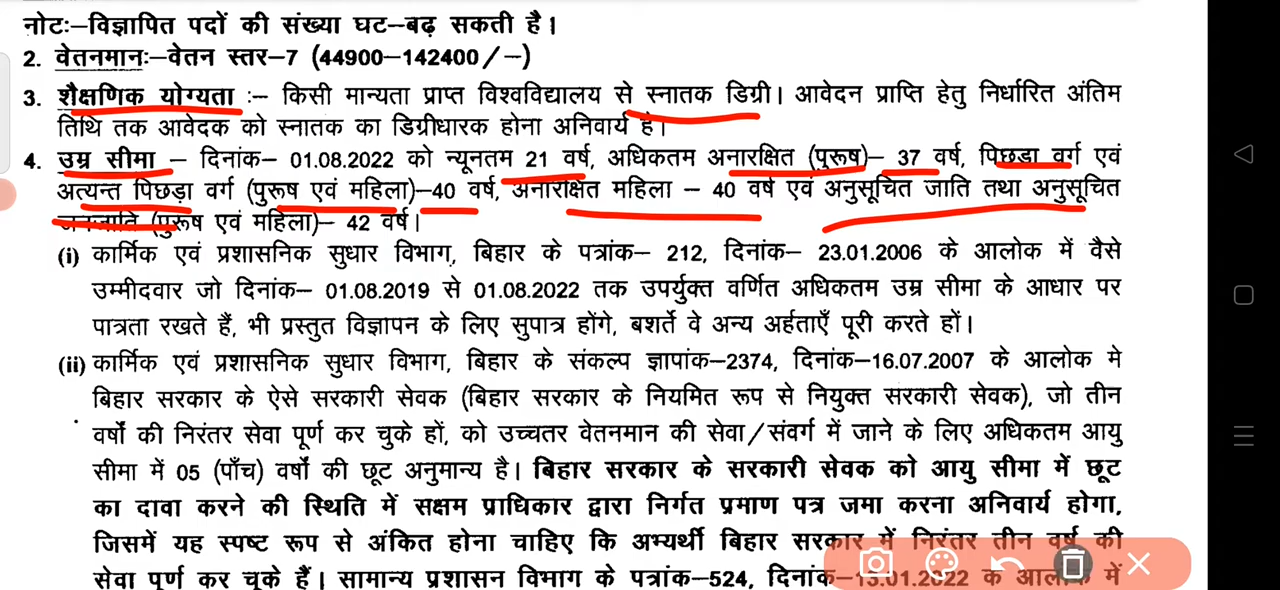 नोटः–विज्ञापित पदों की संख्या घट–बढ़ सकती है।
2. वेतनमानः–वेतन स्तर–7 (44900–142400/–)
3. शैक्षणिक योग्यता :– किसी मान्यता प्राप्त विश्वविद्यालय से स्नातक डिग्री। आवेदन प्राप्ति हेतु निर्धारित अंतिम
तिथि तक आवेदक को स्नातक का डिग्रीधारक होना अनिवार्य है।
4. उम्र सीमा – दिनांक– 01.08.2022 को न्यूनतम 21 वर्ष, अधिकतम अनारक्षित (पुरूष)– 37 वर्ष, पिछड़ा वर्ग एवं
अत्यन्त पिछड़ा वर्ग (पुरूष एवं महिला)–40 वर्ष, अनारक्षित महिला – 40 वर्ष एवं अनुसूचित जाति तथा अनुसूचित
जनजाति (पुरूष एवं महिला)– 42 वर्ष।
(i) कार्मिक एवं प्रशासनिक सुधार विभाग, बिहार के पत्रांक– 212, दिनांक– 23.01.2006 के आलोक में वैसे
उम्मीदवार जो दिनांक– 01.08.2019 से 01.08.2022 तक उपर्युक्त वर्णित अधिकतम उम्र सीमा के आधार पर
पात्रता रखते हैं, भी प्रस्तुत विज्ञापन के लिए सुपात्र होंगे, बशर्ते वे अन्य अर्हताएँ पूरी करते हों।
(ii) कार्मिक एवं प्रशासनिक सुधार विभाग, बिहार के संकल्प ज्ञापांक–2374, दिनांक–16.07.2007 के आलोक मे
बिहार सरकार के ऐसे सरकारी सेवक (बिहार सरकार के नियमित रूप से नियुक्त सरकारी सेवक), जो तीन
वर्षों की निरंतर सेवा पूर्ण कर चुके हों, को उच्चतर वेतनमान की सेवा/संवर्ग में जाने के लिए अधिकतम आयु
सीमा में 05 (पाँच) वर्षों की छूट अनुमान्य है। बिहार सरकार के सरकारी सेवक को आयु सीमा में छूट
का दावा करने की स्थिति में सक्षम प्राधिकार द्वारा निर्गत प्रमाण पत्र जमा करना अनिवार्य होगा,
जिसमें यह स्पष्ट रूप से अंकित होना चाहिए कि अभ्यर्थी बिहार सरकार में निरंतर तीन वर्ष की
सेवा पूर्ण कर चुके हैं। सामान्य प्रशासन विभाग के पत्रांक–524, दिनांक–13.01.2022 के आलोक में